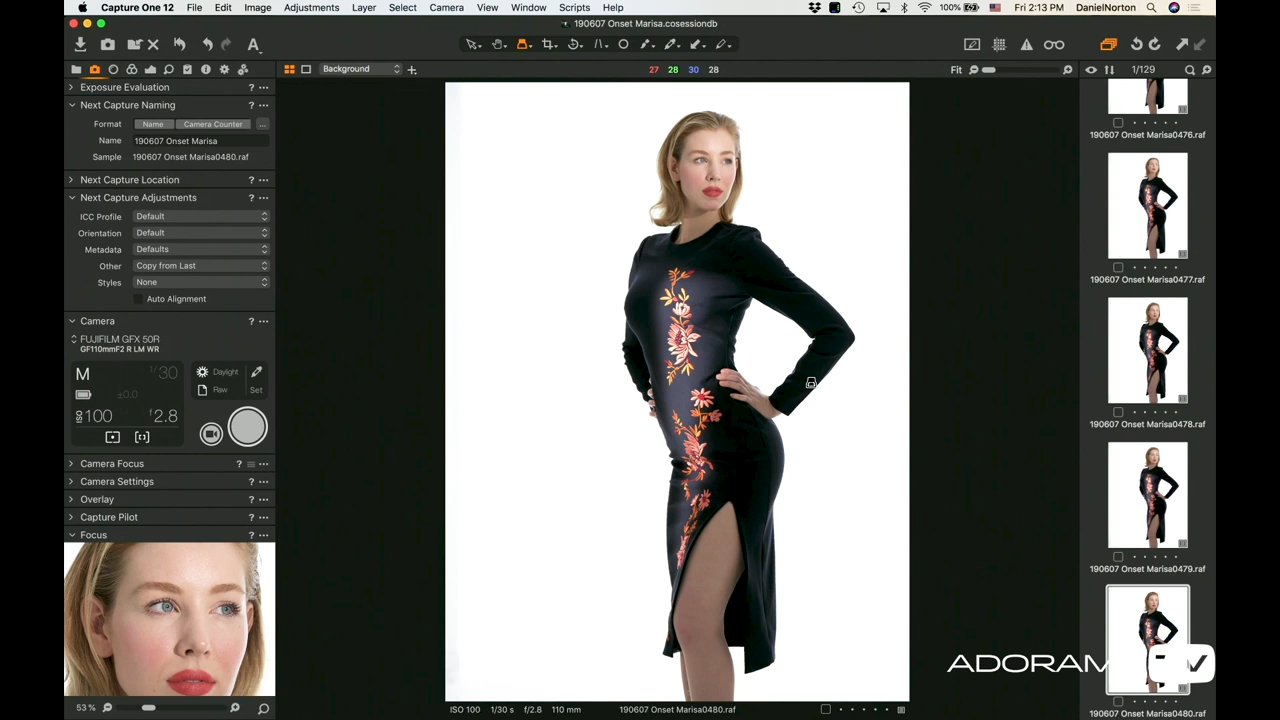 Capture One 12 File Edit Image Adjustments Layer Select Camera View Window Scripts Help 100% Fri 2:13 PM DanielNorton
190607 Onset Marisa.cosessiondb
A
Background 27 28 30 28 Fit 1/129
Exposure Evaluation ? ...
Next Capture Naming ? ...
Format Name Camera Counter ...
Name 190607 Onset Marisa
Sample 190607 Onset Marisa0480.raf
Next Capture Location ? ...
Next Capture Adjustments ? ...
ICC Profile Default
Orientation Default
Metadata Defaults
Other Copy from Last
Styles None
Auto Alignment
Camera ? ...
FUJIFILM GFX 50R
GF110mmF2 R LM WR
M 1/30 Daylight
±0.0 Raw Set
ISO 100 f2.8
Camera Focus ? ...
Camera Settings ? ...
Overlay ? ...
Capture Pilot ? ...
Focus ? ...
53%
ISO 100 1/30 s f/2.8 110 mm 190607 Onset Marisa0480.raf
190607 Onset Marisa0476.raf
190607 Onset Marisa0477.raf
190607 Onset Marisa0478.raf
190607 Onset Marisa0479.raf
190607 Onset Marisa0480.raf
ADORAMA TV